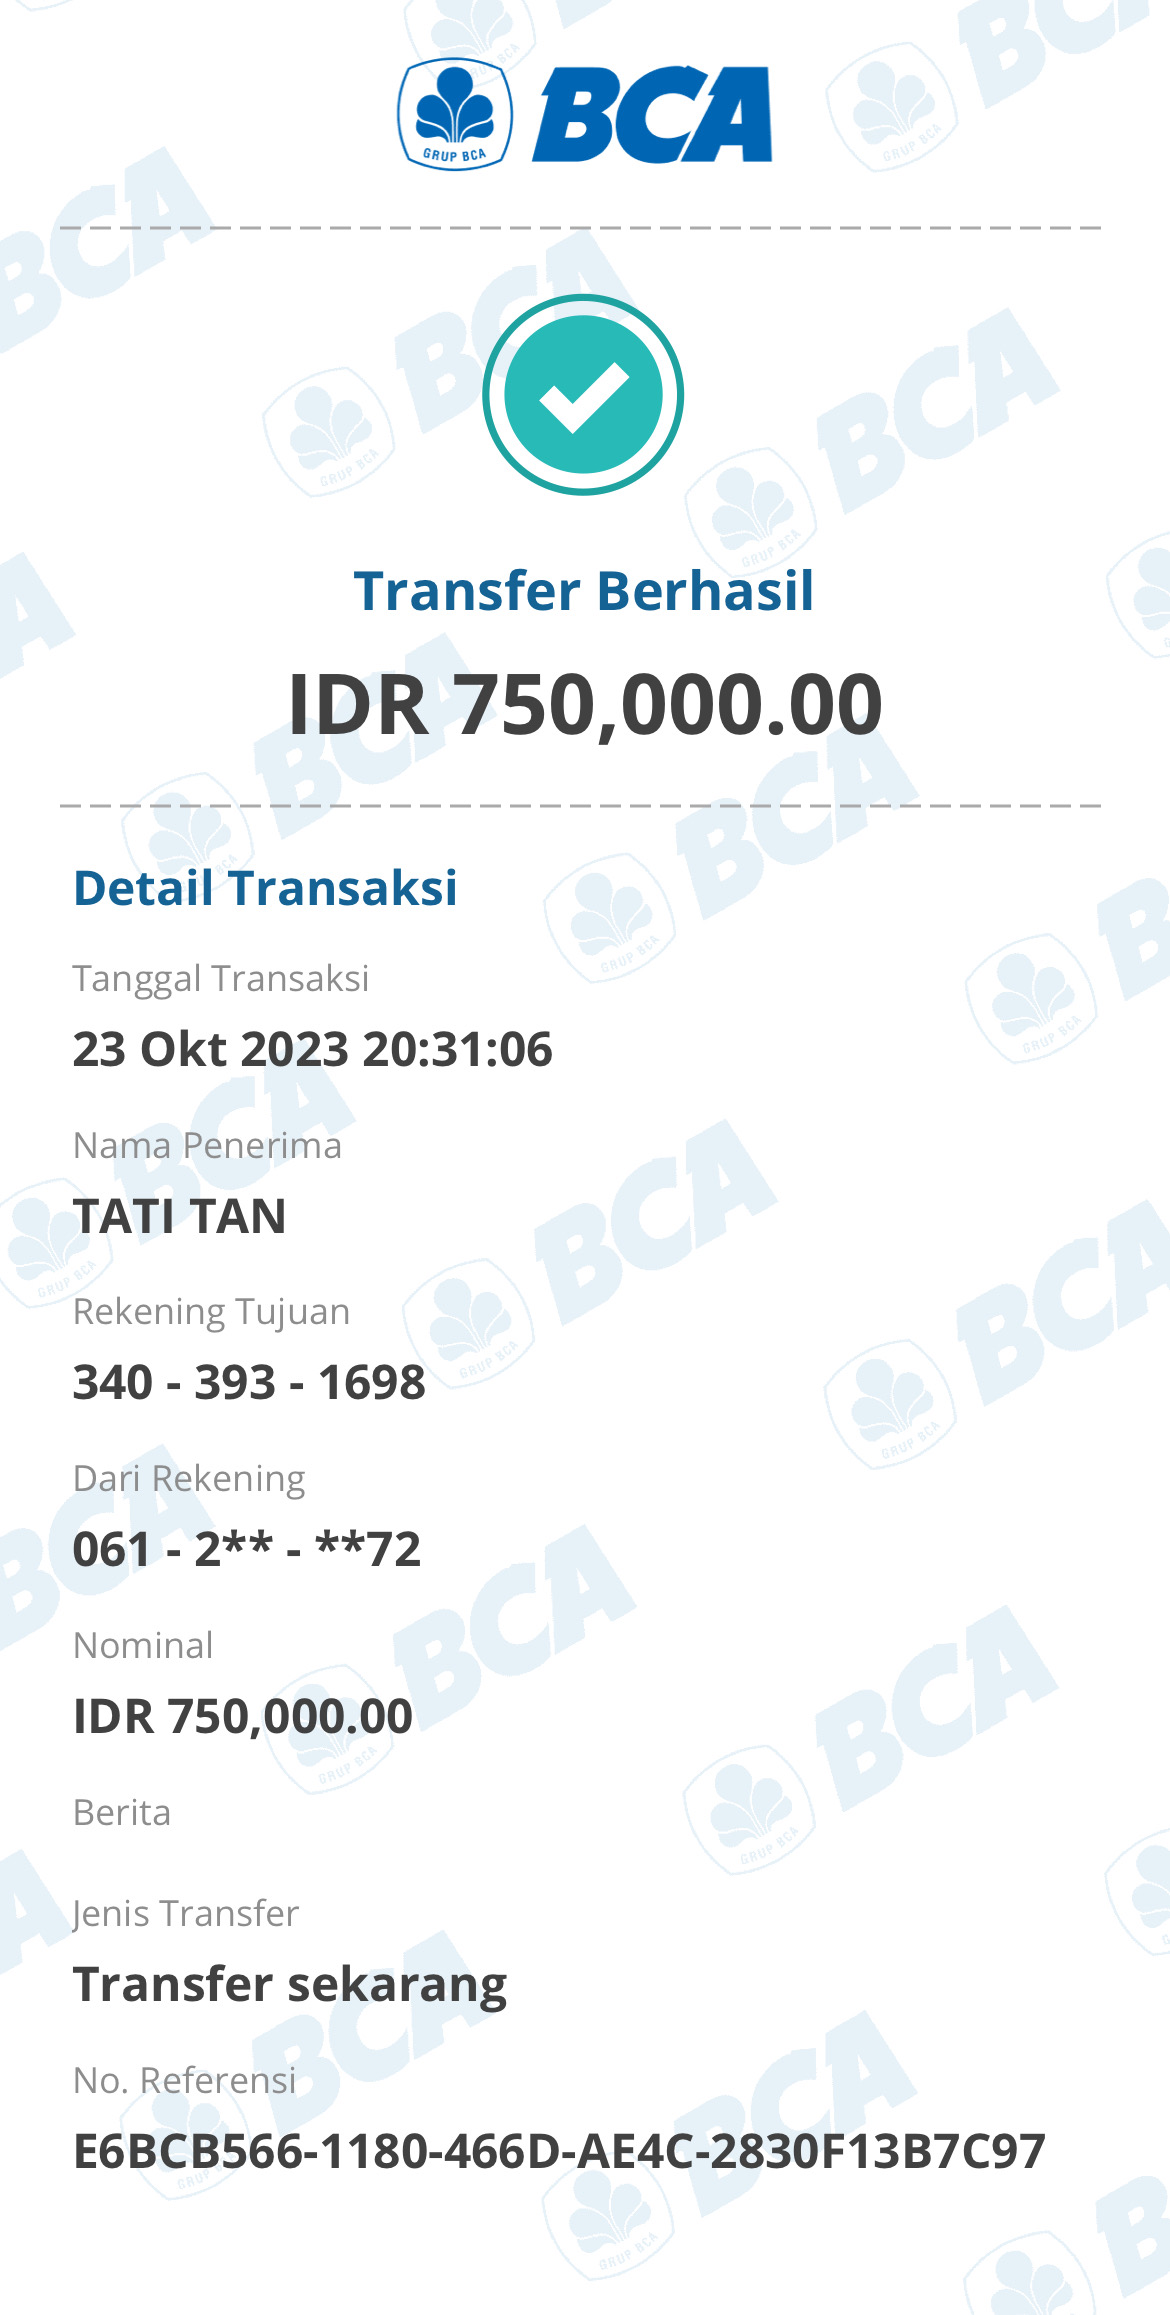 GRUP BCA
BCA
Transfer Berhasil
IDR 750,000.00
Detail Transaksi
Tanggal Transaksi
23 Okt 2023 20:31:06
Nama Penerima
TATI TAN
Rekening Tujuan
340 - 393 - 1698
Dari Rekening
061 - 2** - **72
Nominal
IDR 750,000.00
Berita
Jenis Transfer
Transfer sekarang
No. Referensi
E6BCB566-1180-466D-AE4C-2830F13B7C97